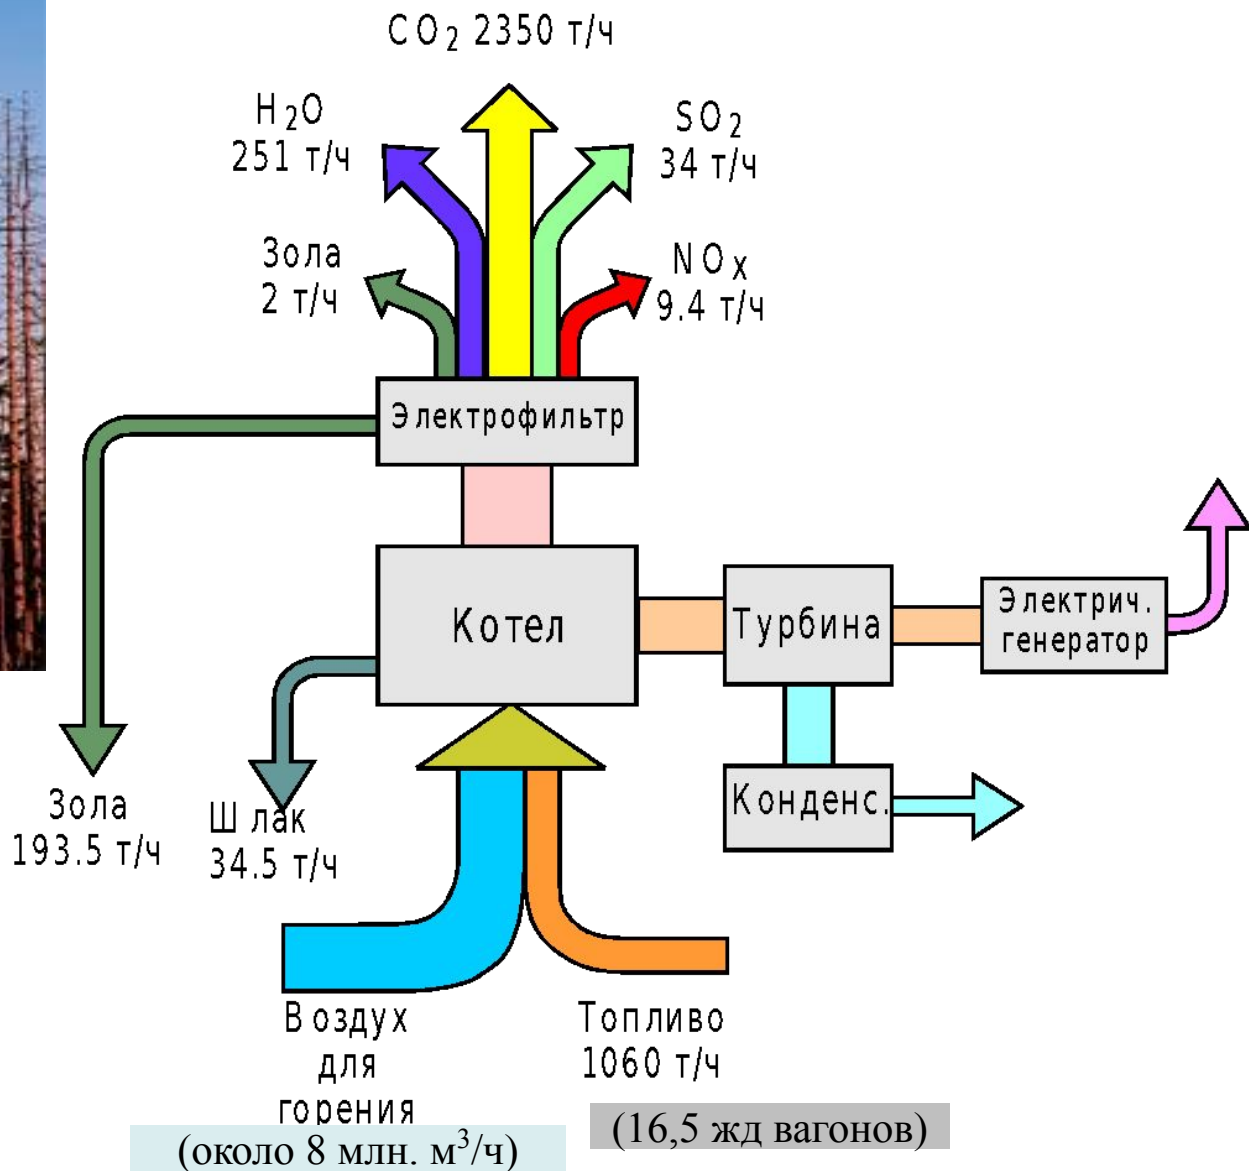 CO₂ 2350 т/ч
H₂O
251 т/ч
SO₂
34 т/ч
Зола
2 т/ч
NOx
9.4 т/ч
Электрофильтр
Котел
Турбина
Электрич.
генератор
Конденс.
Зола
193.5 т/ч
Шлак
34.5 т/ч
Воздух
для
горения
(около 8 млн. м³/ч)
Топливо
1060 т/ч
(16,5 жд вагонов)